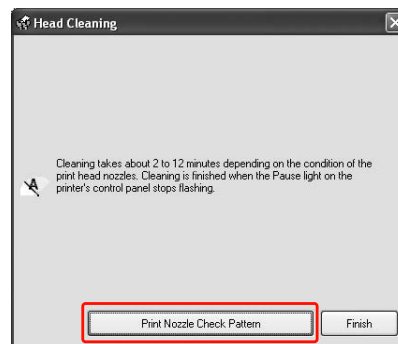 Head Cleaning
Cleaning takes about 2 to 12 minutes depending on the condition of the
print head nozzles. Cleaning is finished when the Pause light on the
printer's control panel stops flashing.
Print Nozzle Check Pattern
Finish